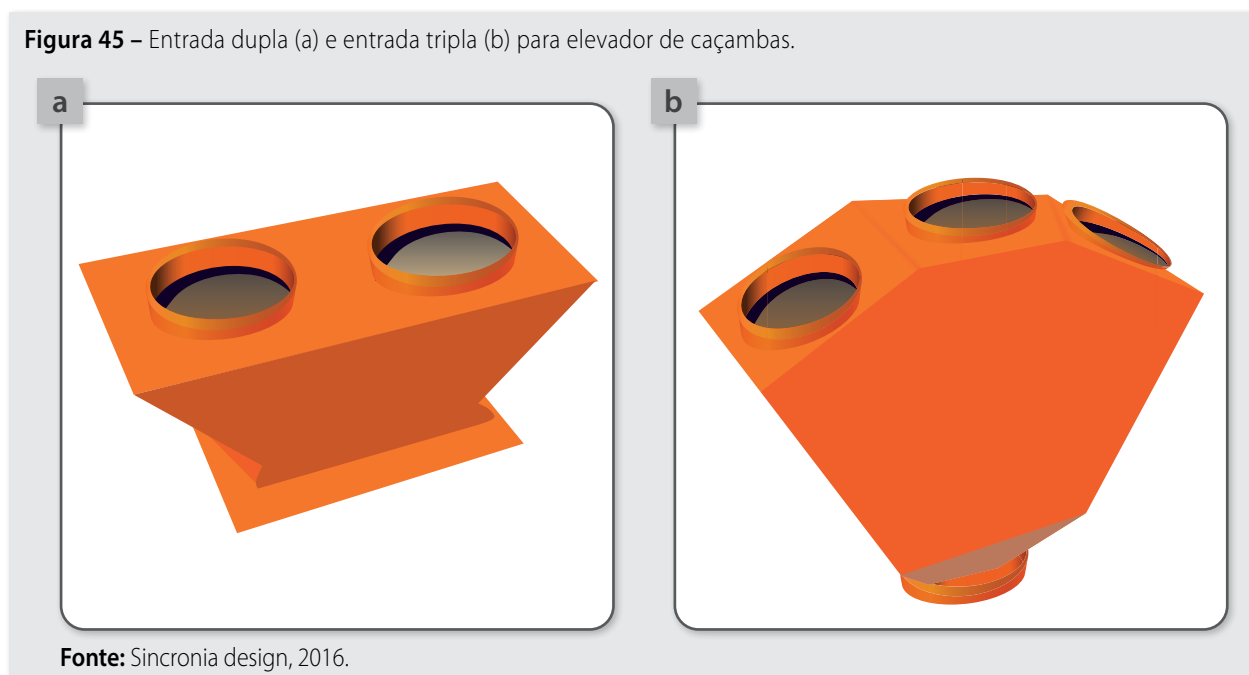 Figura 45 – Entrada dupla (a) e entrada tripla (b) para elevador de caçambas.
a
b
Fonte: Sincronia design, 2016.